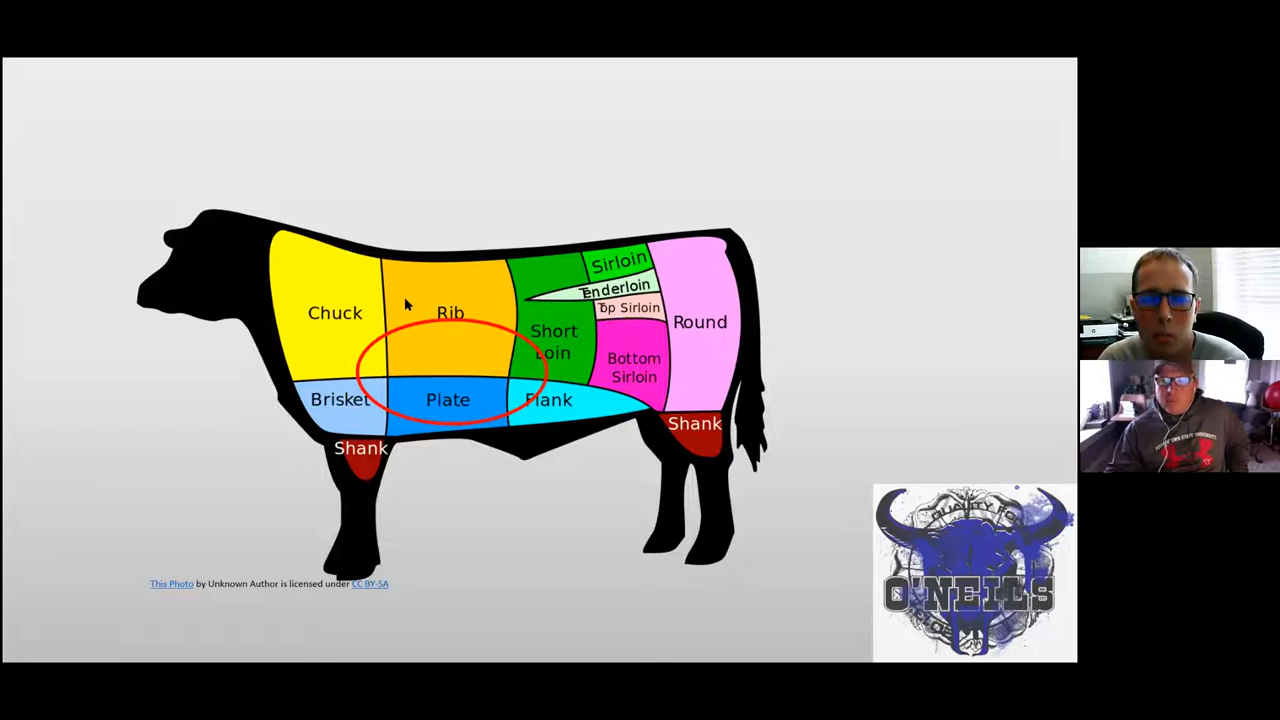 Chuck
Rib
Sirloin
Tenderloin
Top Sirloin
Short
Loin
Round
Bottom
Sirloin
Brisket
Plate
Flank
Shank
Shank
This Photo by Unknown Author is licensed under CC BY-SA
O'NEILS